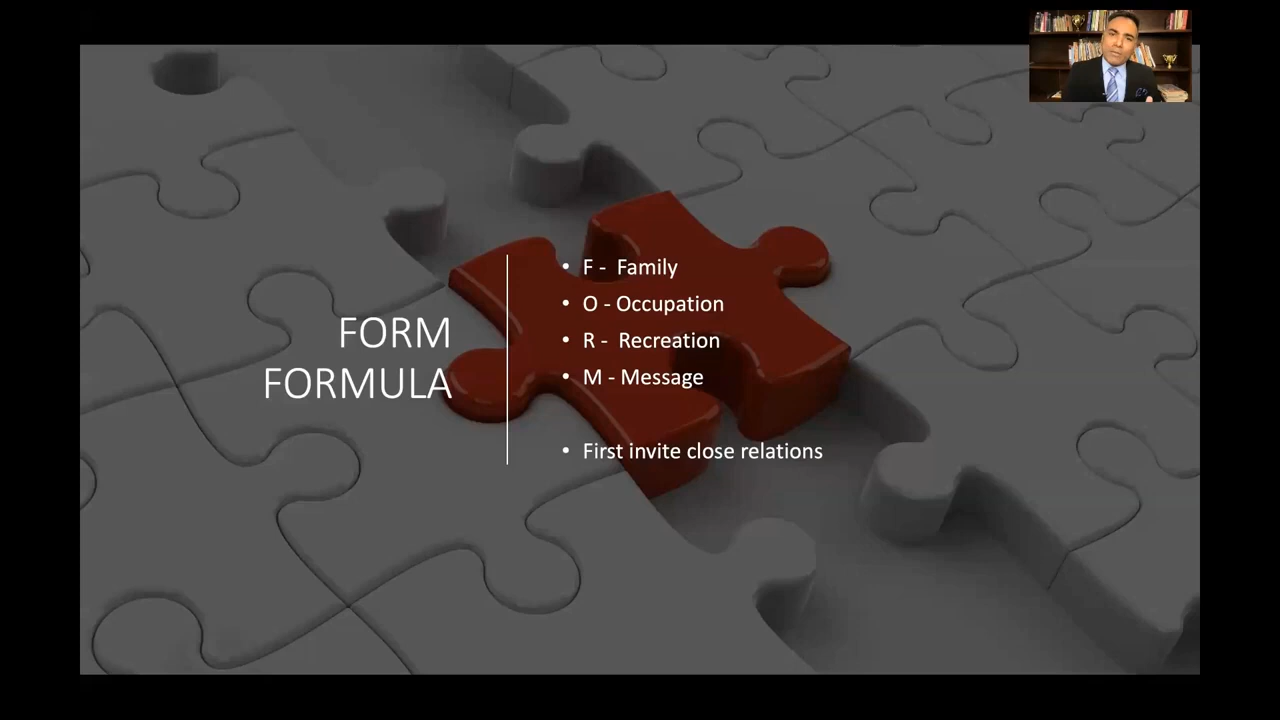 FORM
FORMULA
• F -  Family
• O - Occupation
• R -  Recreation
• M - Message
• First invite close relations